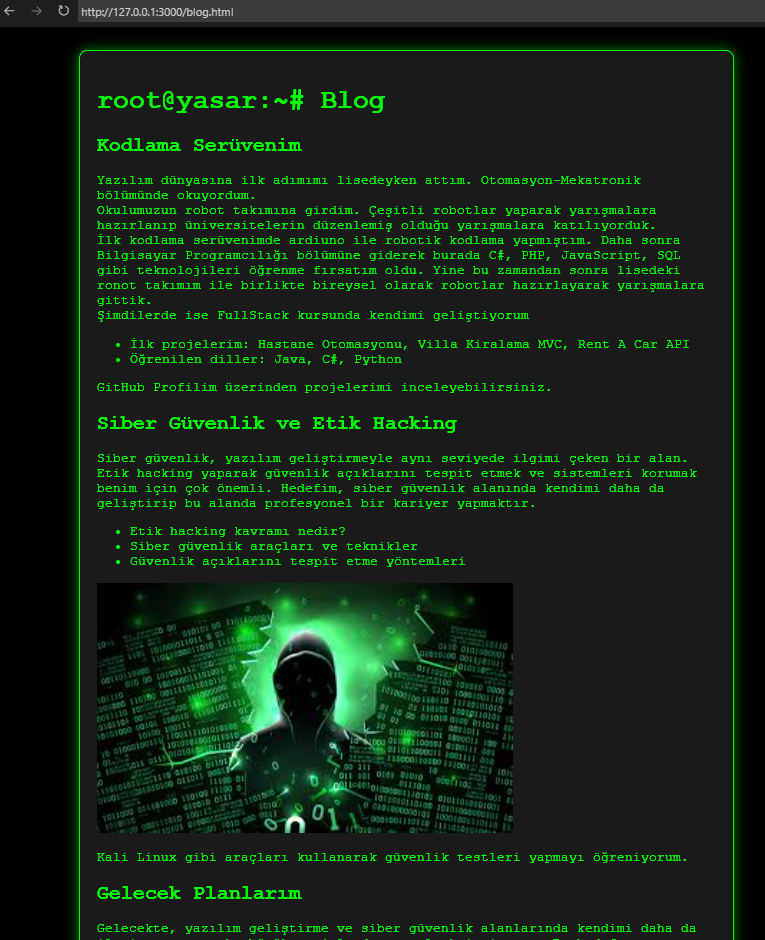 http://127.0.0.1:3000/blog.html
root@yasar:~# Blog
Kodlama Serüvenim
Yazılım dünyasına ilk adımımı lisedeyken attım. Otomasyon-Mekatronik
bölümünde okuyordum.
Okulumuzun robot takımına girdim. Çeşitli robotlar yaparak yarışmalara
hazırlanıp üniversitelerin düzenlemiş olduğu yarışmalara katılıyorduk.
İlk kodlama serüvenimde ardiuno ile robotik kodlama yapmıştım. Daha sonra
Bilgisayar Programcılığı bölümüne giderek burada C#, PHP, JavaScript, SQL
gibi teknolojileri öğrenme fırsatım oldu. Yine bu zamandan sonra lisedeki
ronot takımım ile birlikte bireysel olarak robotlar hazırlayarak yarışmalara
gittik.
Şimdilerde ise FullStack kursunda kendimi geliştiyorum
• İlk projelerim: Hastane Otomasyonu, Villa Kiralama MVC, Rent A Car API
• Öğrenilen diller: Java, C#, Python
GitHub Profilim üzerinden projelerimi inceleyebilirsiniz.
Siber Güvenlik ve Etik Hacking
Siber güvenlik, yazılım geliştirmeyle aynı seviyede ilgimi çeken bir alan.
Etik hacking yaparak güvenlik açıklarını tespit etmek ve sistemleri korumak
benim için çok önemli. Hedefim, siber güvenlik alanında kendimi daha da
geliştirip bu alanda profesyonel bir kariyer yapmaktır.
• Etik hacking kavramı nedir?
• Siber güvenlik araçları ve teknikler
• Güvenlik açıklarını tespit etme yöntemleri
Kali Linux gibi araçları kullanarak güvenlik testleri yapmayı öğreniyorum.
Gelecek Planlarım
Gelecekte, yazılım geliştirme ve siber güvenlik alanlarında kendimi daha da